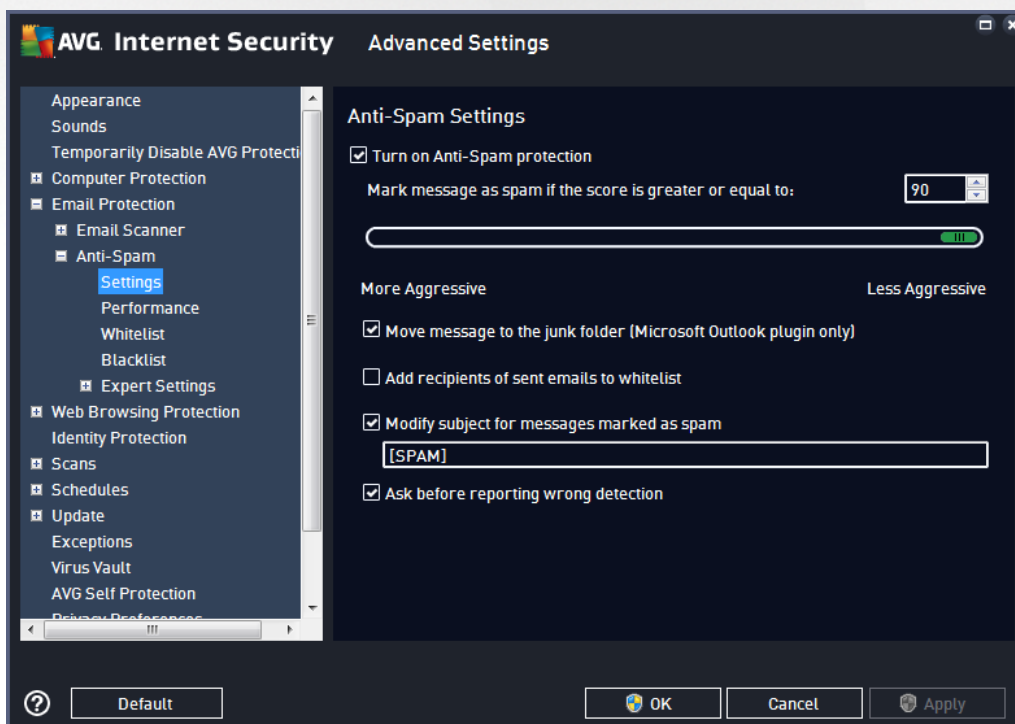 AVG. Internet Security Advanced Settings
Appearance
Sounds
Temporarily Disable AVG Protecti
Computer Protection
Email Protection
Email Scanner
Anti-Spam
Settings
Performance
Whitelist
Blacklist
Expert Settings
Web Browsing Protection
Identity Protection
Scans
Schedules
Update
Exceptions
Virus Vault
AVG Self Protection
Privacy Preferences
Anti-Spam Settings
Turn on Anti-Spam protection
Mark message as spam if the score is greater or equal to: 90
More Aggressive Less Aggressive
Move message to the junk folder (Microsoft Outlook plugin only)
Add recipients of sent emails to whitelist
Modify subject for messages marked as spam
[SPAM]
Ask before reporting wrong detection
? Default OK Cancel Apply